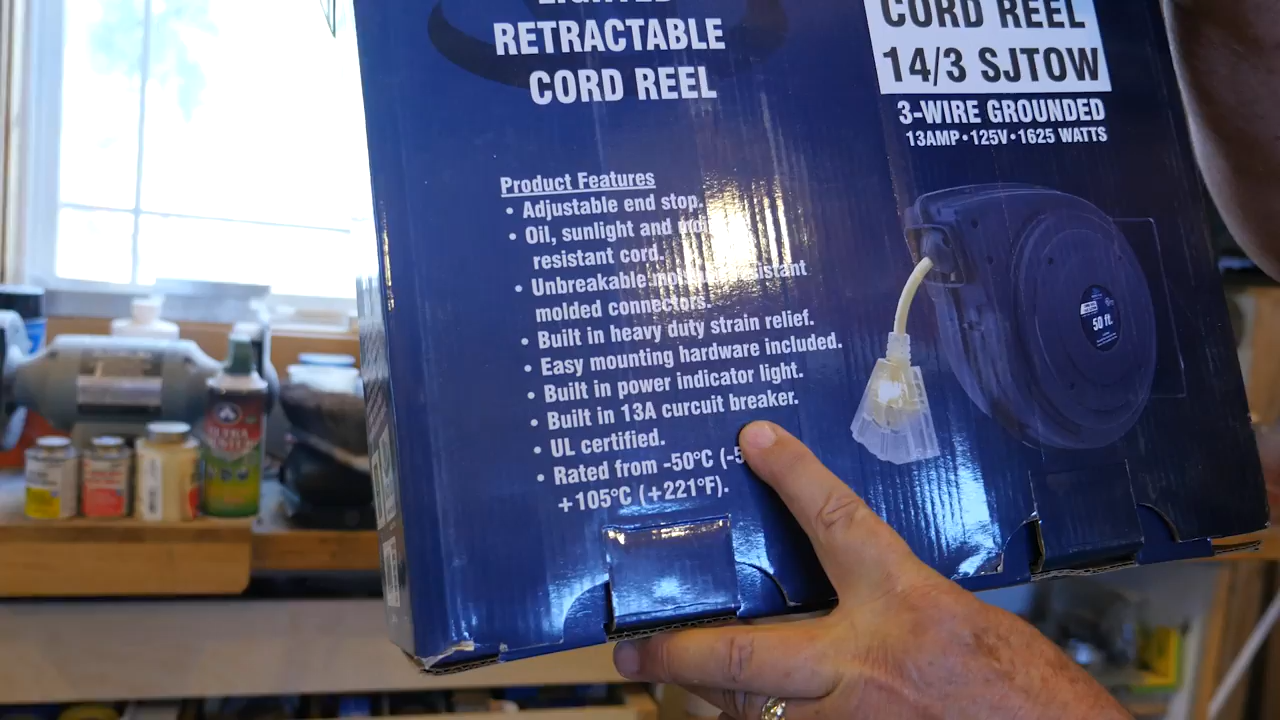 RETRACTABLE
CORD REEL
Product Features
• Adjustable end stop.
• Oil, sunlight and
resistant cord.
• Unbreakable
molded connectors.
• Built in heavy duty strain relief.
• Easy mounting hardware included.
• Built in power indicator light.
• Built in 13A curcuit breaker.
• UL certified.
• Rated from -50°C
+105°C (+221°F).
CORD REEL
14/3 SJTOW
3-WIRE GROUNDED
13AMP•125V•1625 WATTS
50 ft.
ULTRA